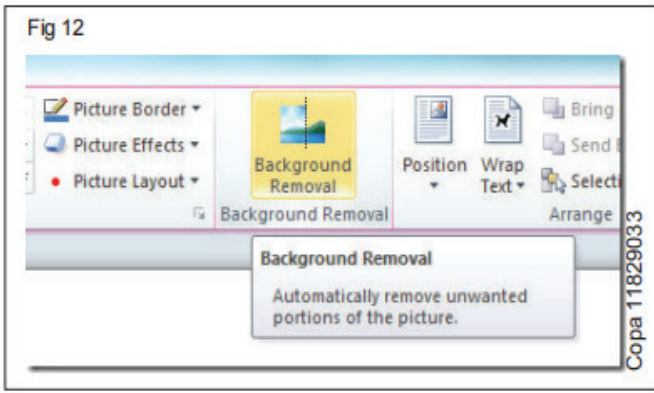 Fig 12
Picture Border
Picture Effects
Picture Layout
Background
Removal
Background Removal
Position
Wrap
Text
Bring
Send
Selecti
Arrange
Background Removal
Automatically remove unwanted
portions of the picture.
Copa 11829033